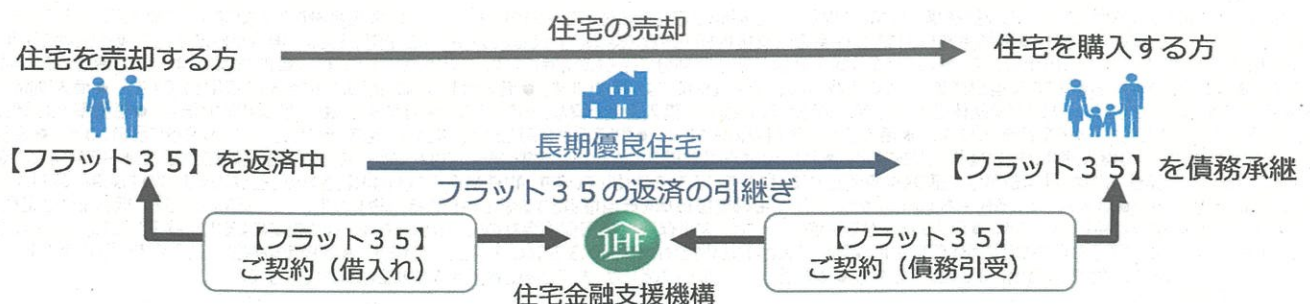 住宅の売却
住宅を売却する方
住宅を購入する方
長期優良住宅
【フラット３５】を返済中
【フラット３５】を債務承継
フラット３５の返済の引継ぎ
【フラット３５】
ご契約（借入れ）
JHF
【フラット３５】
ご契約（債務引受）
住宅金融支援機構